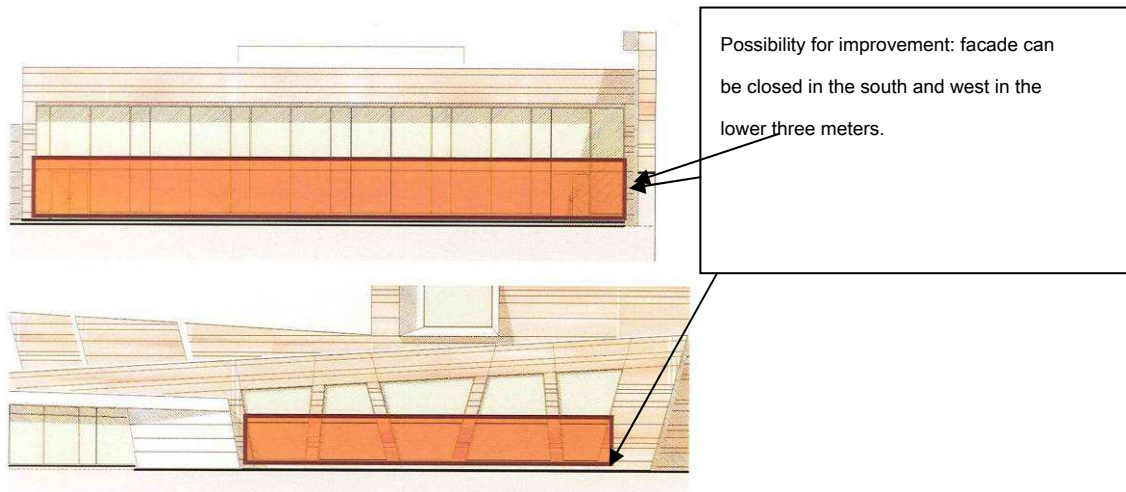 Possibility for improvement: facade can
be closed in the south and west in the
lower three meters.